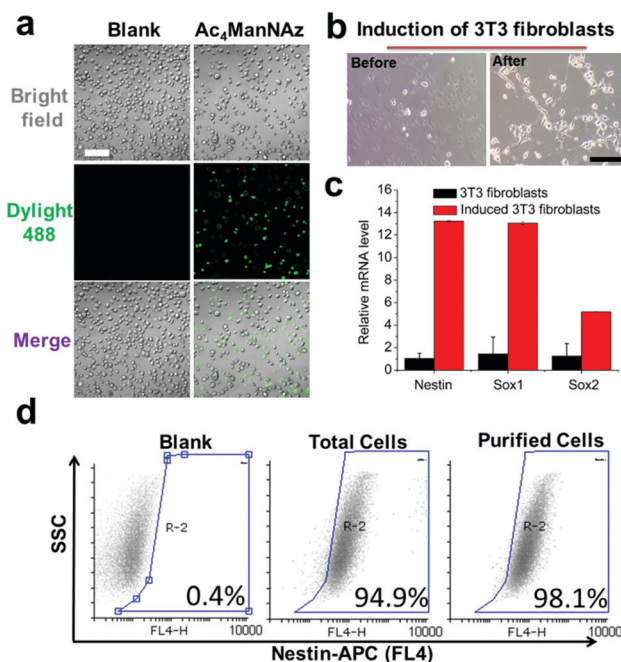 a
Blank
Ac₄ManNAz
Bright field
Dylight 488
Merge
b
Induction of 3T3 fibroblasts
Before
After
c
3T3 fibroblasts
Induced 3T3 fibroblasts
Relative mRNA level
16
14
12
10
8
6
4
2
0
Nestin
Sox1
Sox2
d
Blank
Total Cells
Purified Cells
SSC
R-2
0.4%
R-2
94.9%
R-2
98.1%
FL4-H
10000
FL4-H
10000
FL4-H
10000
Nestin-APC (FL4)